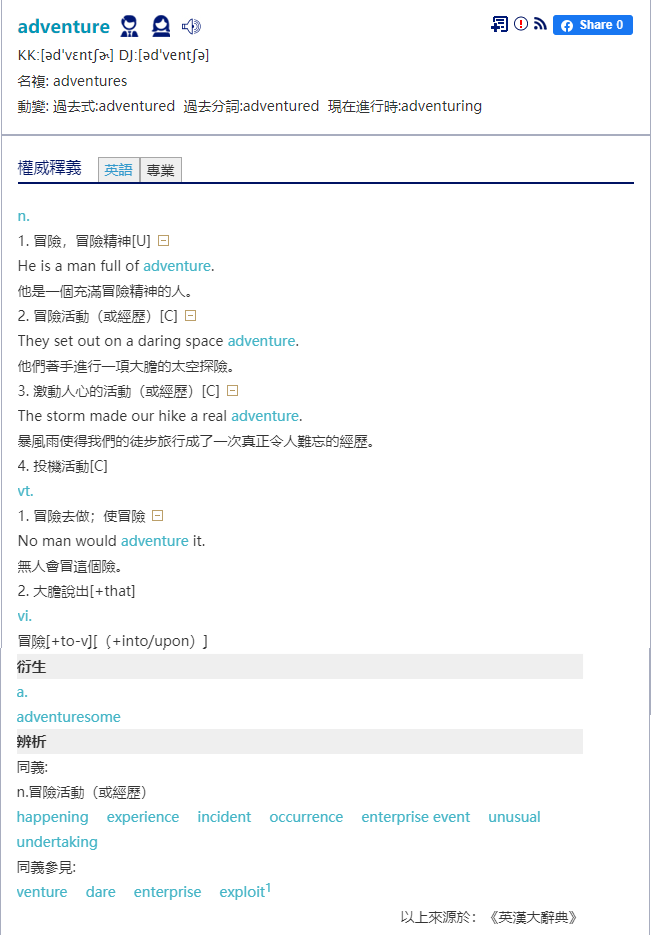 adventure
Share 0
KK:[əd'vɛntʃɚ] DJ:[əd'ventʃə]
名複: adventures
動變: 過去式:adventured 過去分詞:adventured 現在進行時:adventuring
權威釋義 英語 專業
n.
1. 冒險，冒險精神[U]
He is a man full of adventure.
他是一個充滿冒險精神的人。
2. 冒險活動（或經歷）[C]
They set out on a daring space adventure.
他們著手進行一項大膽的太空探險。
3. 激動人心的活動（或經歷）[C]
The storm made our hike a real adventure.
暴風雨使得我們的徒步旅行成了一次真正令人難忘的經歷。
4. 投機活動[C]
vt.
1. 冒險去做；使冒險
No man would adventure it.
無人會冒這個險。
2. 大膽說出[+that]
vi.
冒險[+to-v][（+into/upon）]
衍生
a.
adventuresome
辨析
同義:
n.冒險活動（或經歷）
happening experience incident occurrence enterprise event unusual
undertaking
同義參見:
venture dare enterprise exploit1
以上來源於：《英漢大辭典》